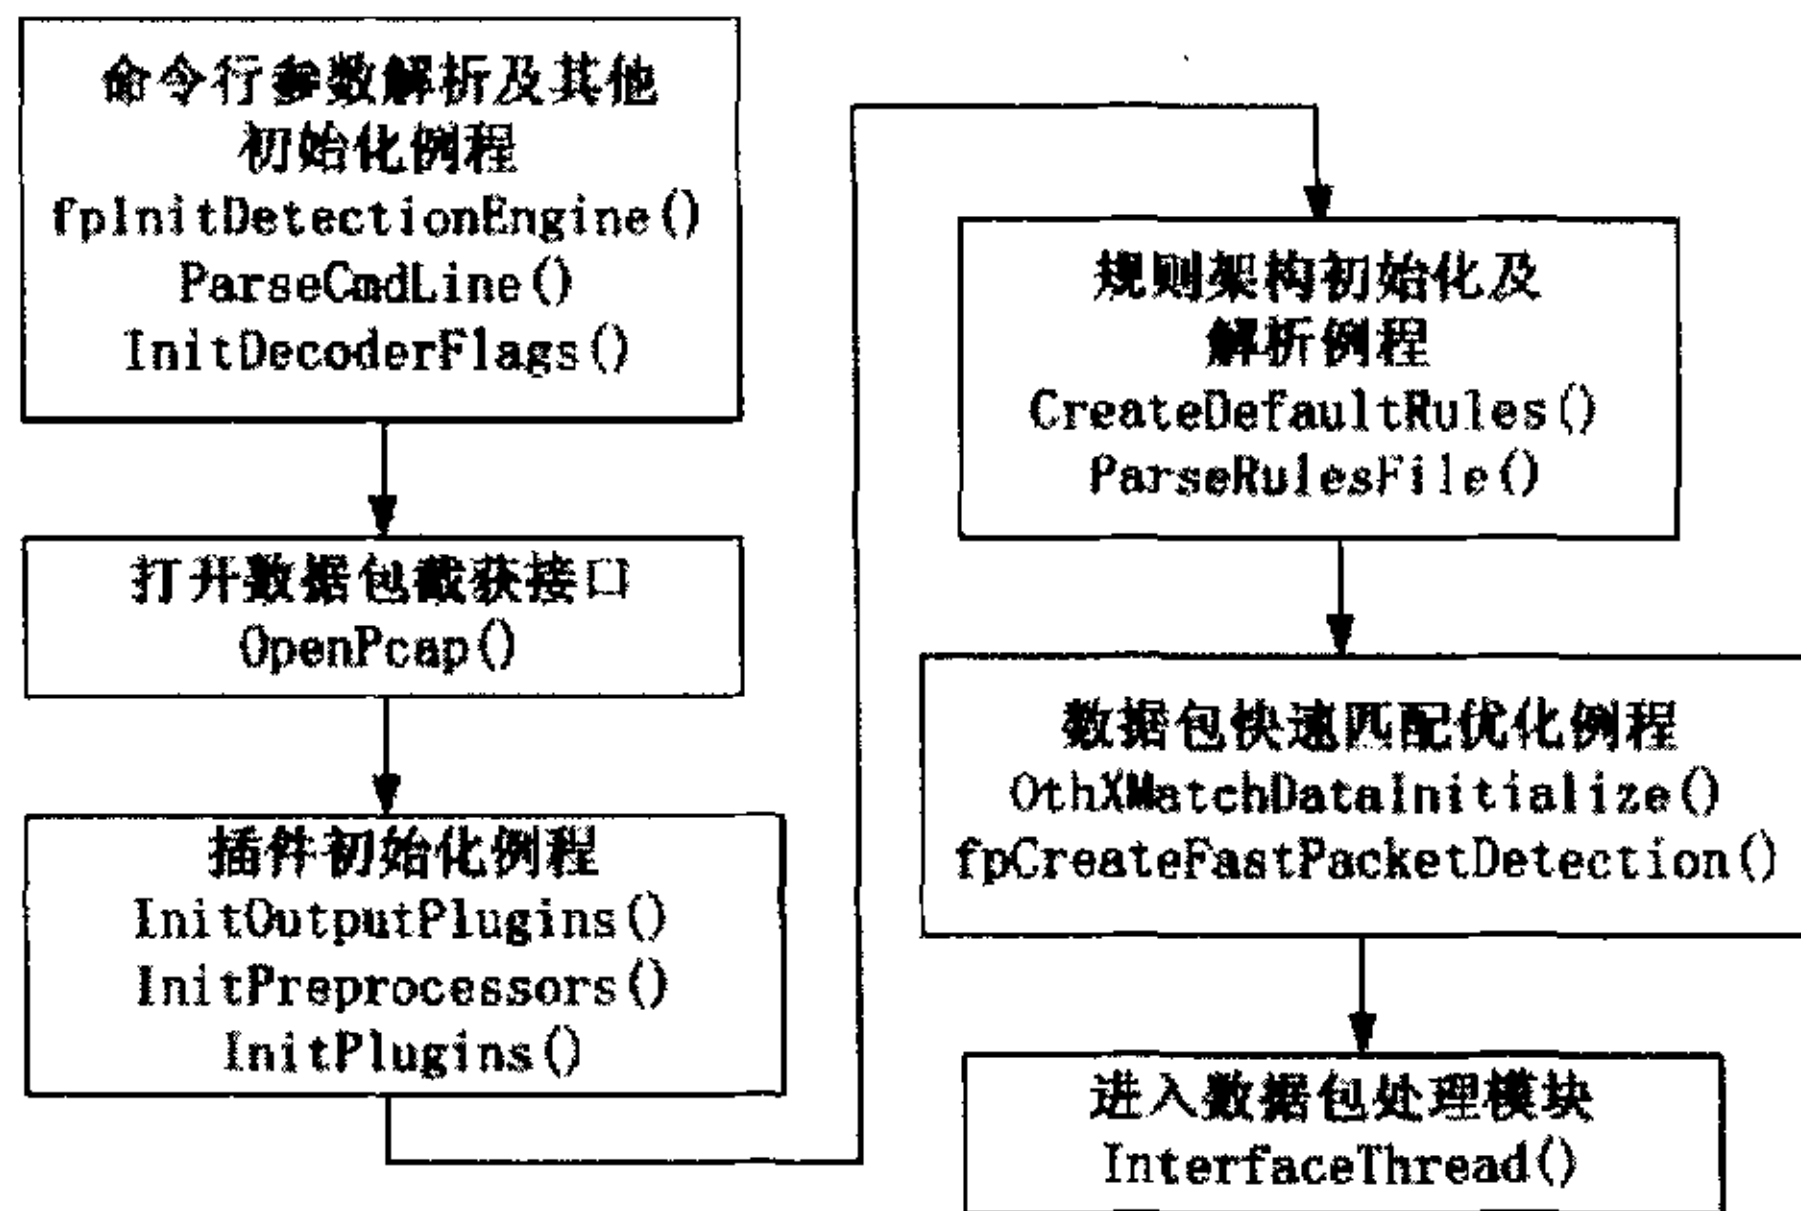 命令行参数解析及其他
初始化例程
fpInitDetectionEngine()
ParseCmdLine()
InitDecoderFlags()
打开数据包截获接口
OpenPcap()
插件初始化例程
InitOutputPlugins()
InitPreprocessors()
InitPlugins()
规则架构初始化及
解析例程
CreateDefaultRules()
ParseRulesFile()
数据包快速匹配优化例程
OthXMatchDataInitialize()
fpCreateFastPacketDetection()
进入数据包处理模块
InterfaceThread()